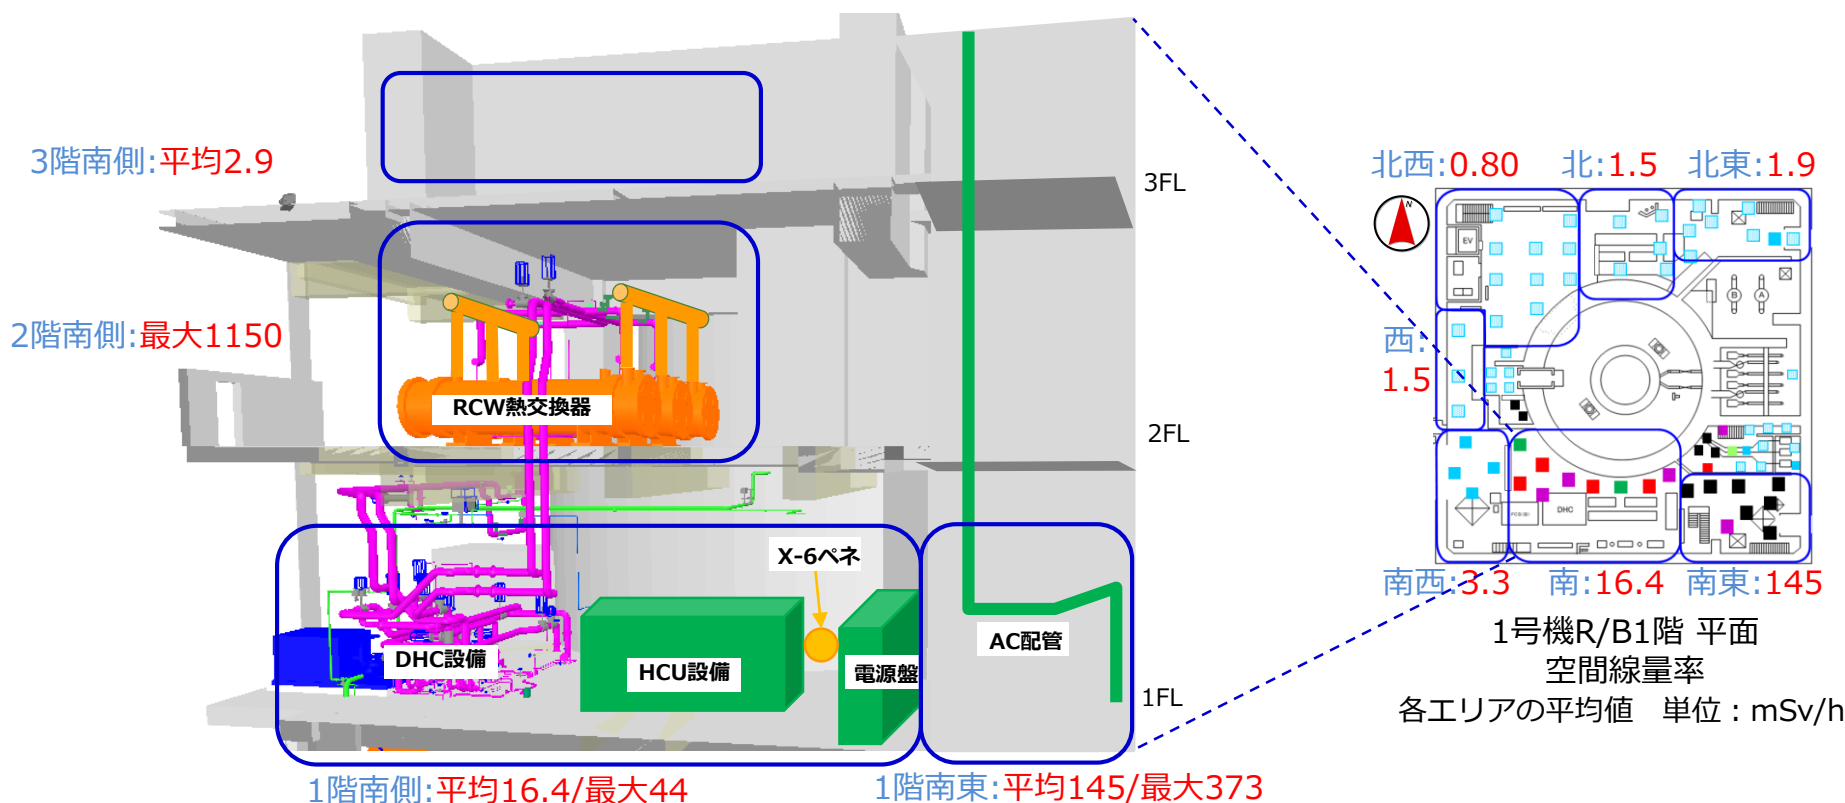 3階南側:平均2.9
3FL
2階南側:最大1150
RCW熱交換器
2FL
X-6ペネ
DHC設備
HCU設備
電源盤
AC配管
1FL
1階南側:平均16.4/最大44
1階南東:平均145/最大373
北西:0.80
北:1.5
北東:1.9
N
EV
B
A
西:
1.5
DHC
南西:3.3
南:16.4
南東:145
1号機R/B1階 平面
空間線量率
各エリアの平均値 単位：mSv/h